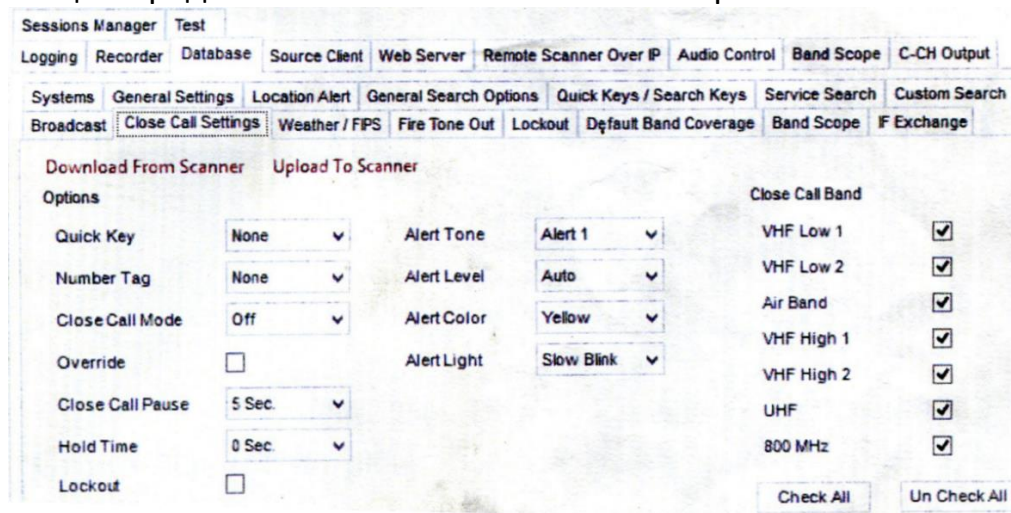 Sessions Manager Test
Logging Recorder Database Source Client Web Server Remote Scanner Over IP Audio Control Band Scope C-CH Output
Systems General Settings Location Alert General Search Options Quick Keys / Search Keys Service Search Custom Search
Broadcast Close Call Settings Weather / FIPS Fire Tone Out Lockout Default Band Coverage Band Scope IF Exchange
Download From Scanner Upload To Scanner
Options Close Call Band
Quick Key None Alert Tone Alert 1 VHF Low 1
Number Tag None Alert Level Auto VHF Low 2
Close Call Mode Off Alert Color Yellow Air Band
Override Alert Light Slow Blink VHF High 1
VHF High 2
Close Call Pause 5 Sec. UHF
Hold Time 0 Sec. 800 MHz
Lockout
Check All Un Check All